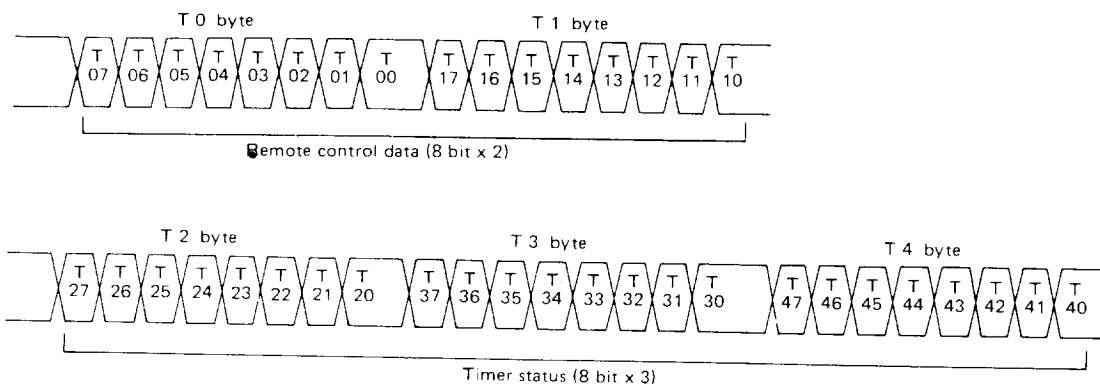 T 0 byte T 1 byte
T T T T T T T T T T T T T T T T
07 06 05 04 03 02 01 00 17 16 15 14 13 12 11 10
Remote control data (8 bit x 2)
T 2 byte T 3 byte T 4 byte
T T T T T T T T T T T T T T T T T T T T T T T T
27 26 25 24 23 22 21 20 37 36 35 34 33 32 31 30 47 46 45 44 43 42 41 40
Timer status (8 bit x 3)